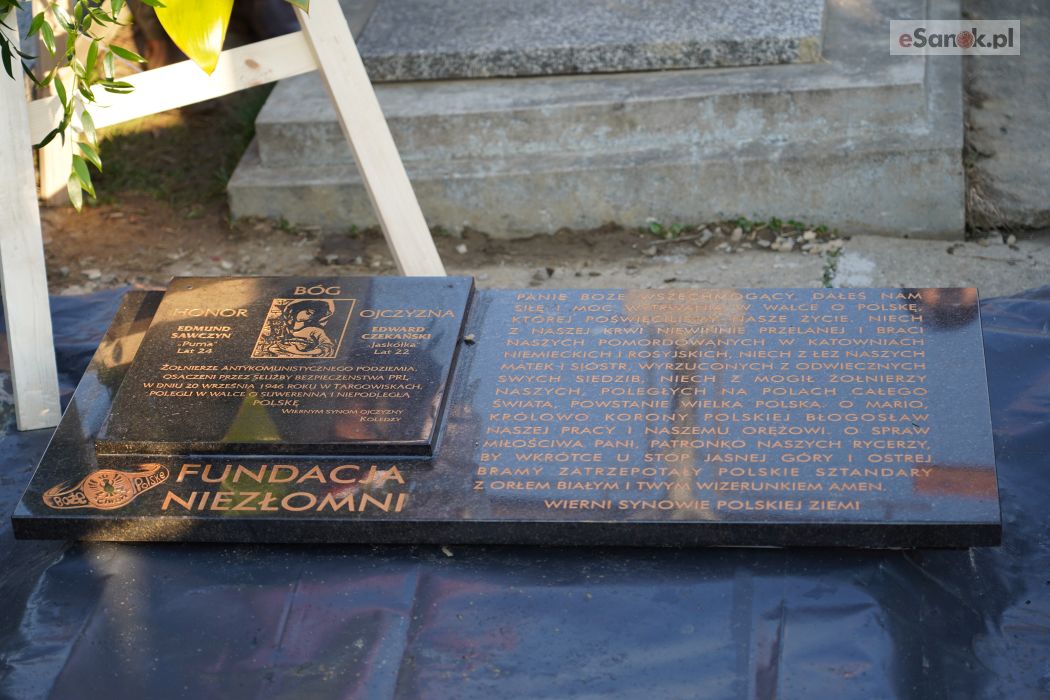 eSanok.pl
BÓG
HONOR OJCZYZNA
EDMUND
SAWCZYN
"Puma"
Lat 24
EDWARD
CZEKAŃSKI
"Jaskółka"
Lat 22
ŻOŁNIERZE ANTYKOMUNISTYCZNEGO PODZIEMIA,
OSACZENI PRZEZ SŁUŻBY BEZPIECZEŃSTWA PRL,
W DNIU 20 WRZEŚNIA 1946 ROKU W TARGOWISKACH,
POLEGLI W WALCE O SUWERENNĄ I NIEPODLEGŁĄ
POLSKĘ
WIERNYM SYNOM OJCZYZNY
KOLEDZY
Polskę
FUNDACJA
NIEZŁOMNI
PANIE BOŻE WSZECHMOGĄCY, DAŁEŚ NAM
SIŁĘ I MOC WYTRWANIA W WALCE O POLSKĘ,
KTÓREJ POŚWIĘCILIŚMY NASZE ŻYCIE. NIECH
Z NASZEJ KRWI NIEWINNIE PRZELANEJ I BRACI
NASZYCH POMORDOWANYCH W KATOWNIACH
NIEMIECKICH I ROSYJSKICH, NIECH Z ŁEZ NASZYCH
MATEK I SIÓSTR, WYRZUCONYCH Z ODWIECZNYCH
SWYCH SIEDZIB, NIECH Z MOGIŁ ŻOŁNIERZY
NASZYCH, POLEGŁYCH NA POLACH CAŁEGO
ŚWIATA, POWSTANIE WIELKA POLSKA. O MARIO,
KRÓLOWO KORONY POLSKIEJ BŁOGOSŁAW
NASZEJ PRACY I NASZEMU ORĘŻOWI. O SPRAW
MIŁOŚCIWA PANI, PATRONKO NASZYCH RYCERZY,
BY WKRÓTCE U STÓP JASNEJ GÓRY I OSTREJ
BRAMY ZATRZEPOTAŁY POLSKIE SZTANDARY
Z ORŁEM BIAŁYM I TWYM WIZERUNKIEM AMEN.
WIERNI SYNOWIE POLSKIEJ ZIEMI